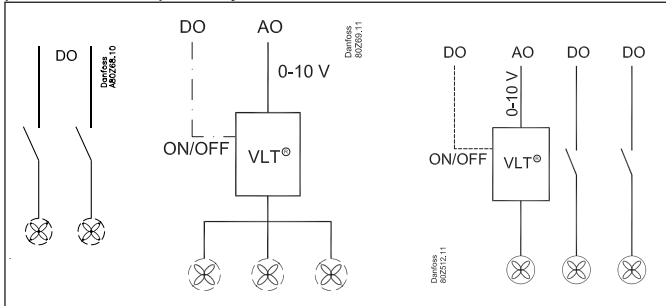 DO
Danfoss
A80Z68.10
DO
AO
Danfoss
80Z69.11
0-10 V
ON/OFF
VLT®
DO
AO
DO
DO
0-10 V
ON/OFF
VLT®
Danfoss
80Z512.11